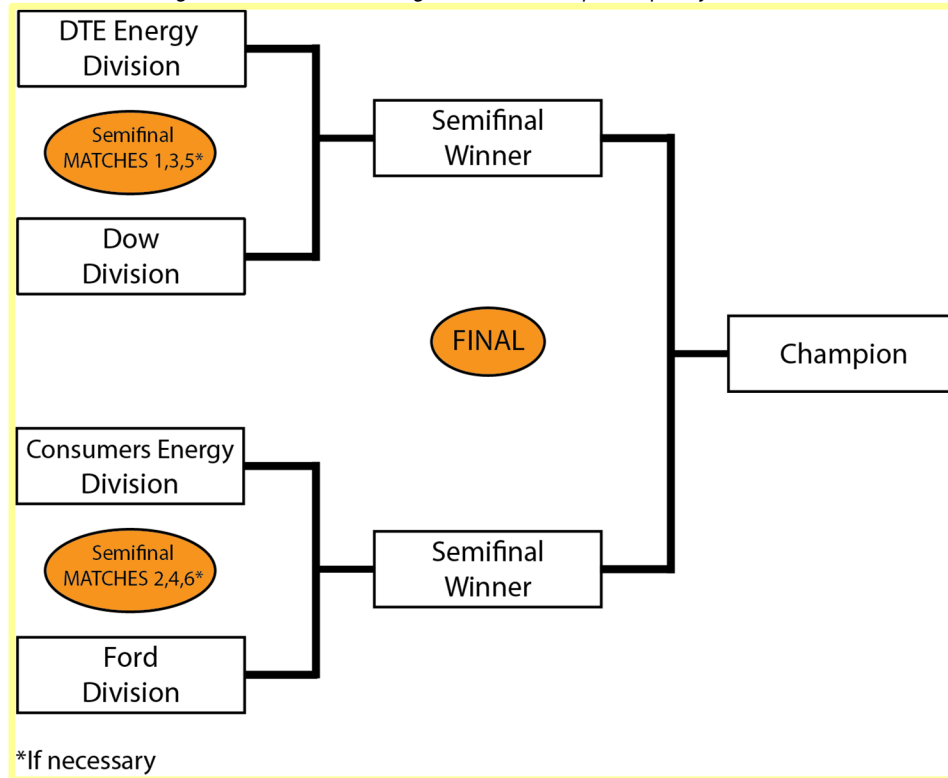 DTE Energy
Division
Semifinal
MATCHES 1,3,5*
Dow
Division
Semifinal
Winner
FINAL
Champion
Consumers Energy
Division
Semifinal
MATCHES 2,4,6*
Ford
Division
Semifinal
Winner
*If necessary